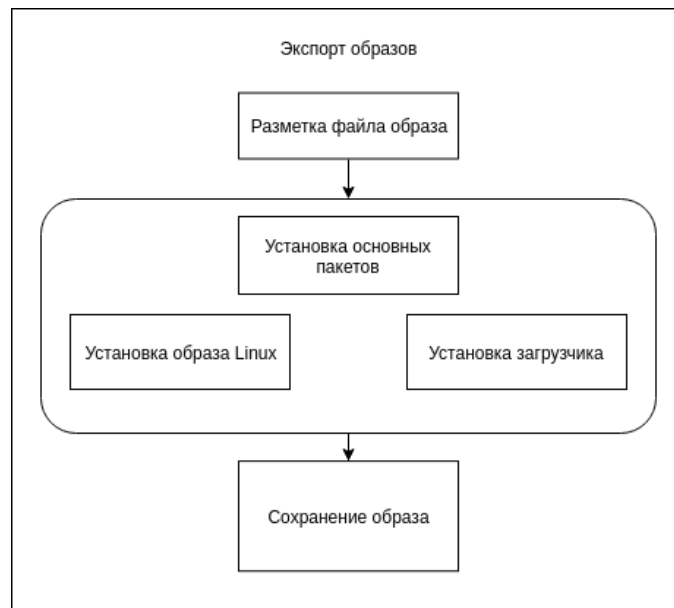 Экспорт образов
Разметка файла образа
Установка основных
пакетов
Установка образа Linux
Установка загрузчика
Сохранение образа